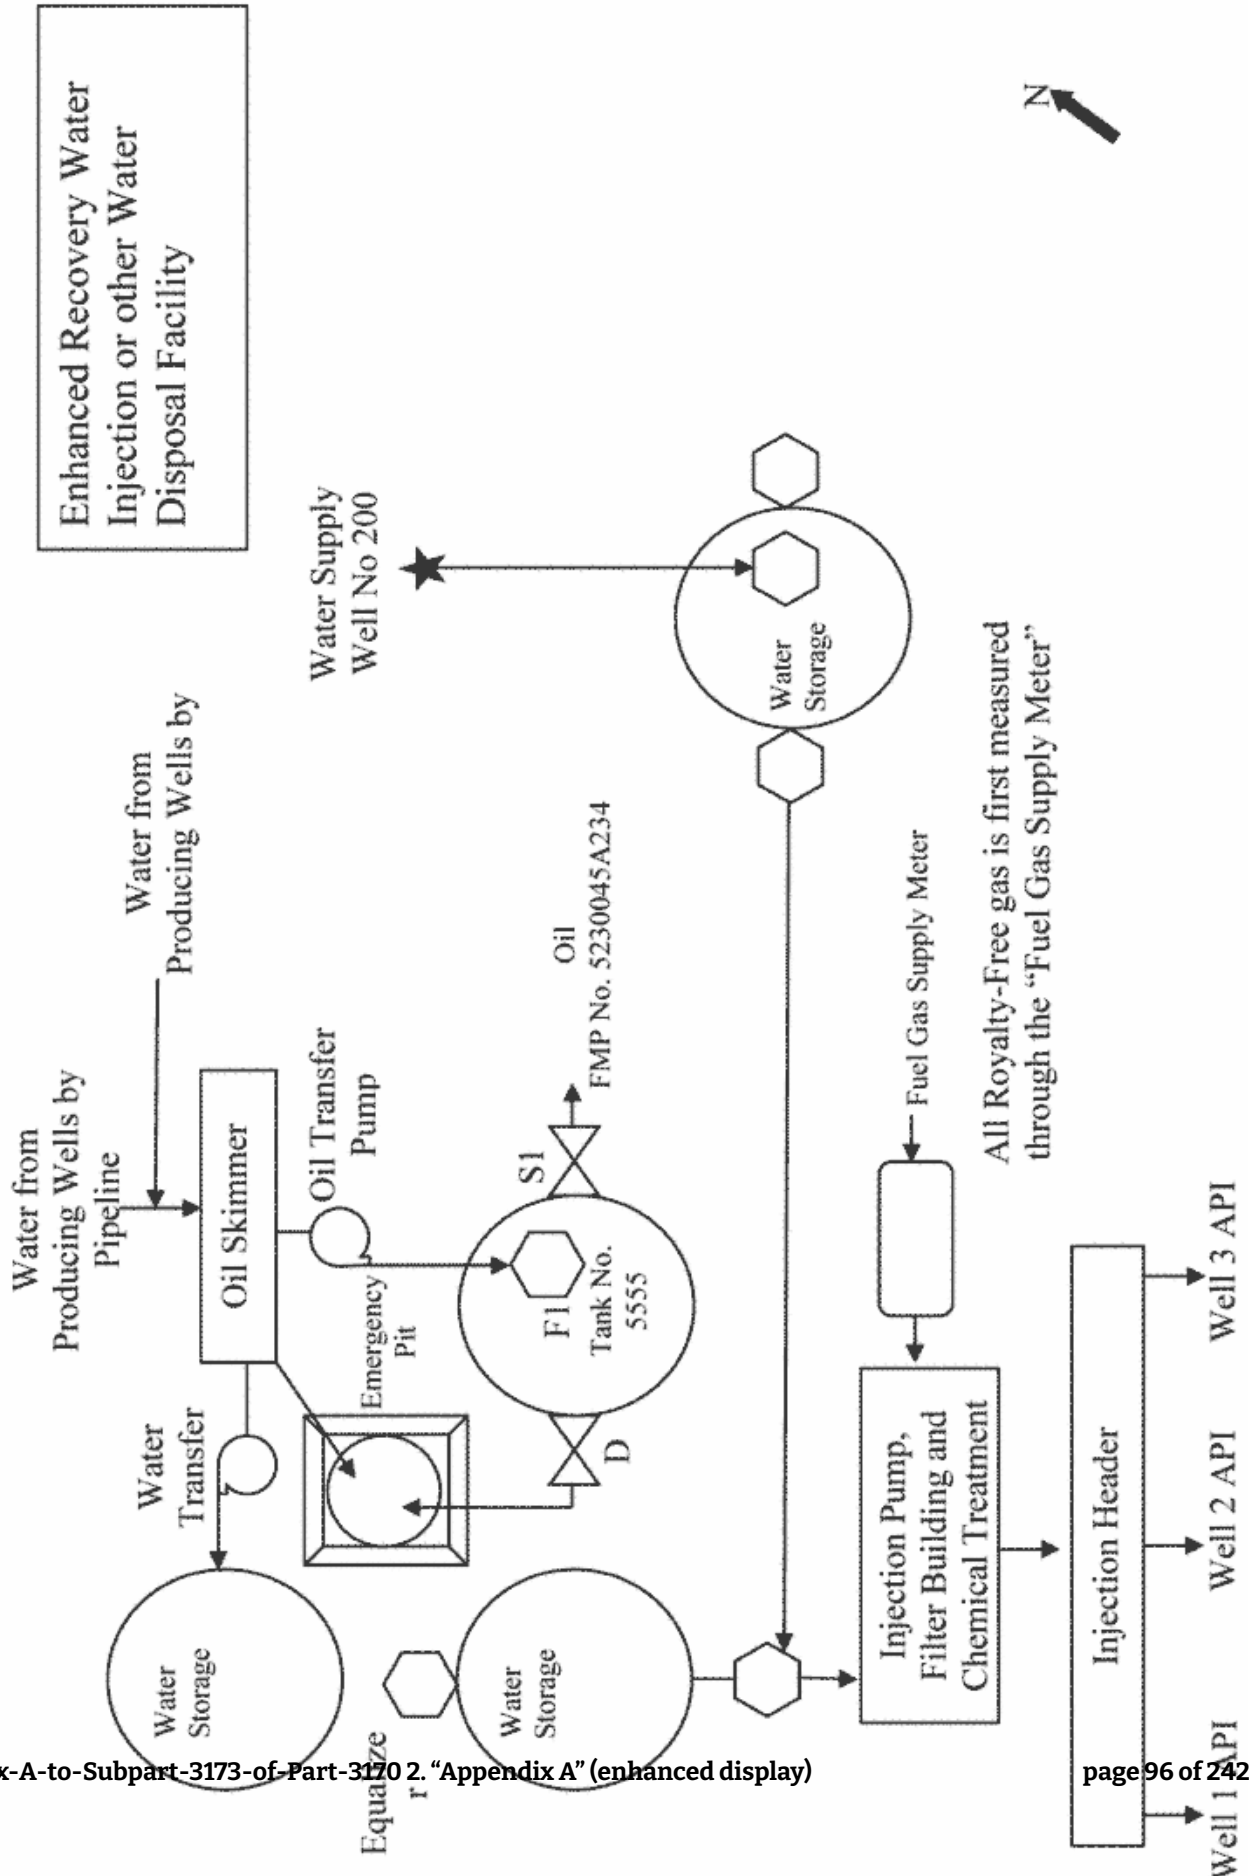 Enhanced Recovery Water
Injection or other Water
Disposal Facility
N
Water from
Producing Wells by
Pipeline
Water from
Producing Wells by
Water Supply
Well No 200
Oil Skimmer
Oil Transfer
Pump
Water
Transfer
Emergency
Pit
Water
Storage
Equalize
r
Water
Storage
F1
Tank No.
5555
S1
D
Oil
FMP No. 5230045A234
Water
Storage
Fuel Gas Supply Meter
All Royalty-Free gas is first measured
through the “Fuel Gas Supply Meter”
Injection Pump,
Filter Building and
Chemical Treatment
Injection Header
Well 1 API
Well 2 API
Well 3 API
x-A-to-Subpart-3173-of-Part-3170 2. “Appendix A” (enhanced display)
page 96 of 242